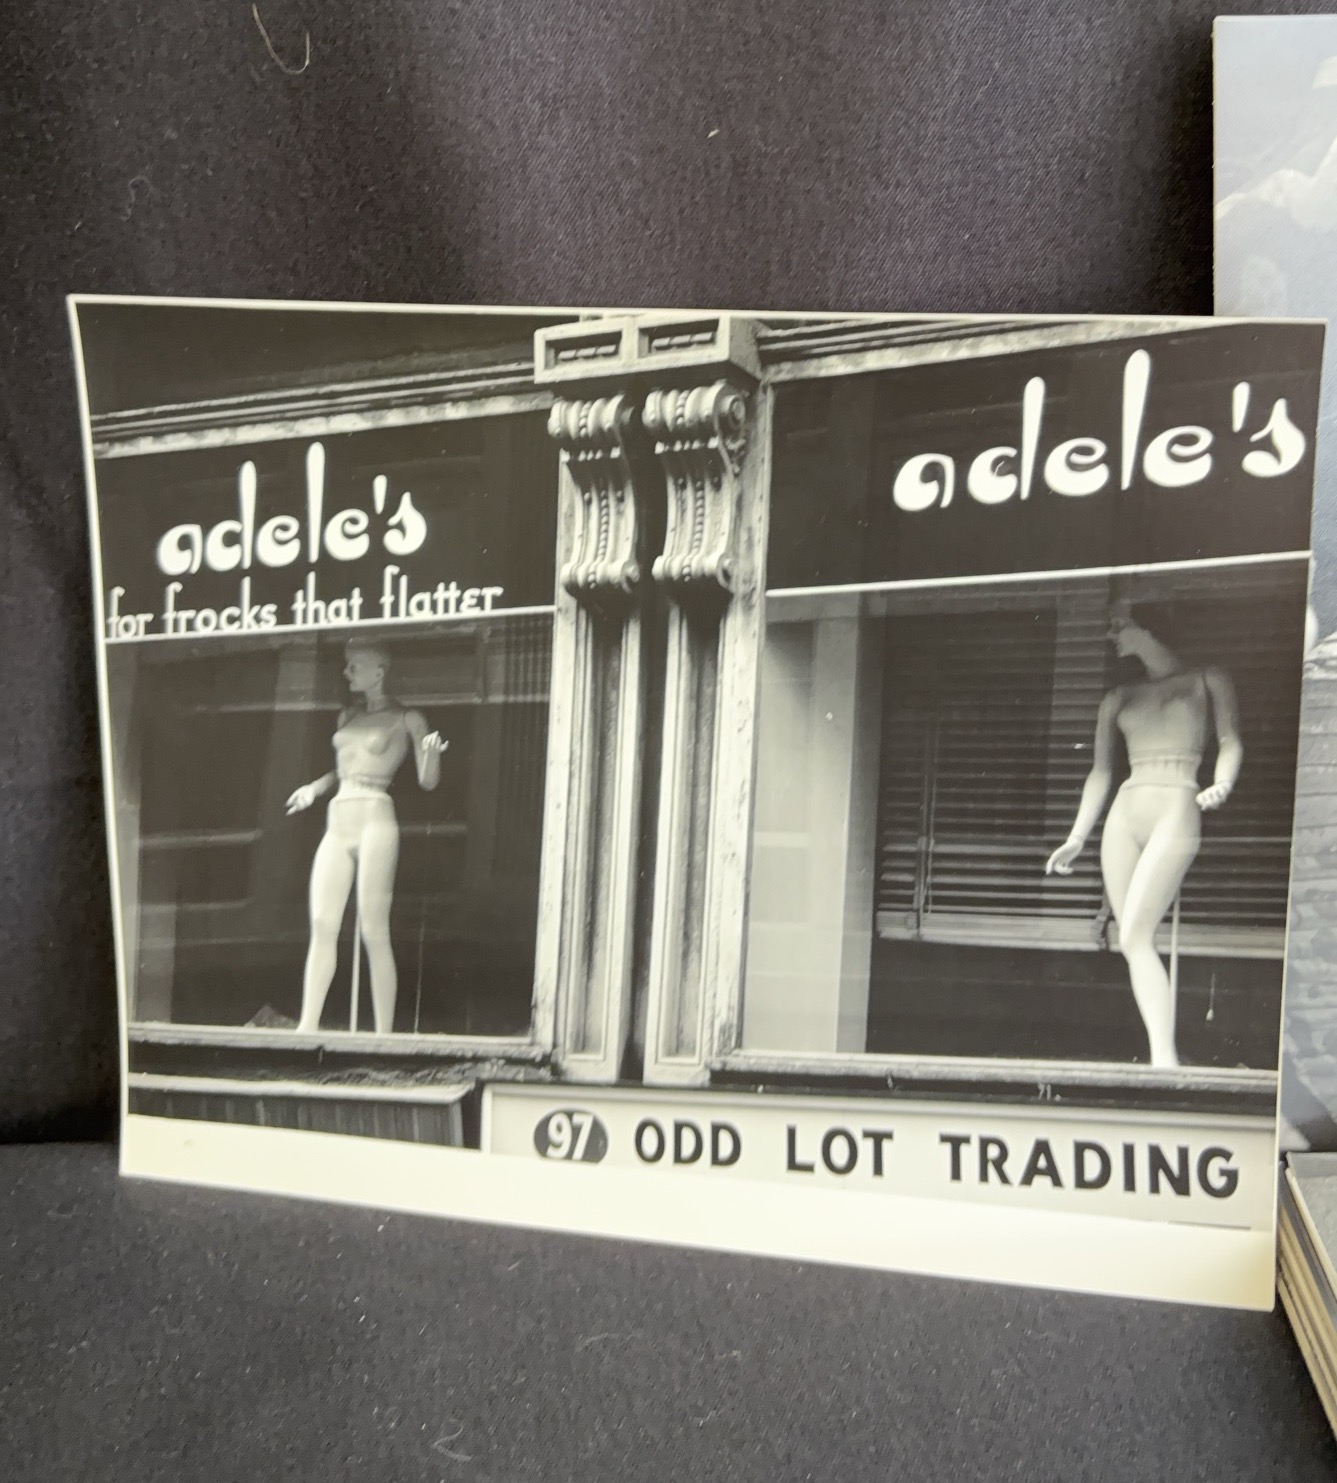 adele's
for frocks that flatter
adele's
97 ODD LOT TRADING